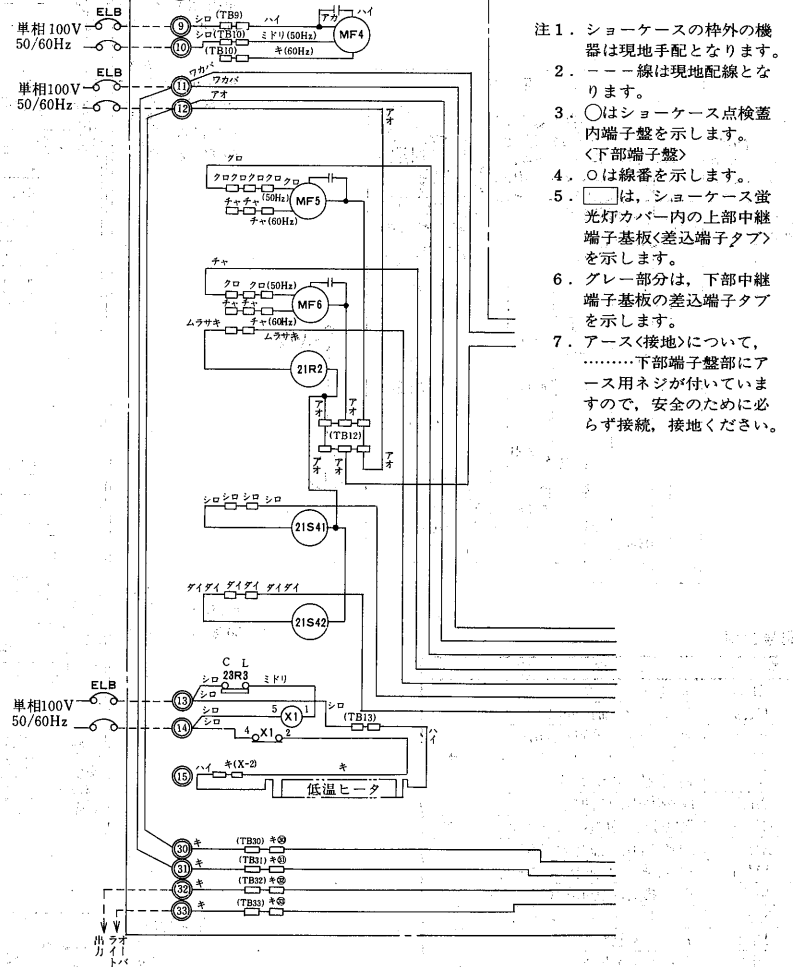 ELB
単相100V
50/60Hz
⑨
⑩
シロ
(TB9)
ハイ
アカ
ハイ
MF4
シロ(TB10)
ミドリ(50Hz)
(TB10)
キ(60Hz)
ELB
単相100V
50/60Hz
⑪
⑫
ワカバ
ワカバ
アオ
アオ
クロ
クロクロクロクロ
クロ
(50Hz)
MF5
チャチャ
チャ(60Hz)
チャ
クロ
クロ(50Hz)
MF6
チャ チャ
チャ(60Hz)
ムラサキ
ムラサキ
21R2
アオ
アオ
アオ
(TB12)
アオ
アオ
アオ
シロ シロ シロ シロ
21S41
ダイダイ ダイダイ ダイダイ
21S42
C L
23R3
シロ
ミドリ
シロ
ELB
単相100V
50/60Hz
⑬
⑭
シロ
シロ
5
X1
1
4
X1
2
シロ
(TB13)
ハイ
⑮
ハイ
キ(X-2)
キ
低温ヒータ
㉚
キ
(TB30)
キ㉚
㉛
キ
(TB31)
キ㉛
㉜
キ
(TB32)
キ㉜
㉝
キ
(TB33)
キ㉝
オーバ
ライト
出力
注1. ショーケースの枠外の機
器は現地手配となります。
2. ---線は現地配線とな
ります。
3. ○はショーケース点検蓋
内端子盤を示します。
<下部端子盤>
4. ○は線番を示します。
5. □は,ショーケース蛍
光灯カバー内の上部中継
端子基板<差込端子タブ>
を示します。
6. グレー部分は,下部中継
端子基板の差込端子タブ
を示します。
7. アース<接地>について,
………下部端子盤部にア
ース用ネジが付いていま
すので,安全のために必
らず接続,接地ください。